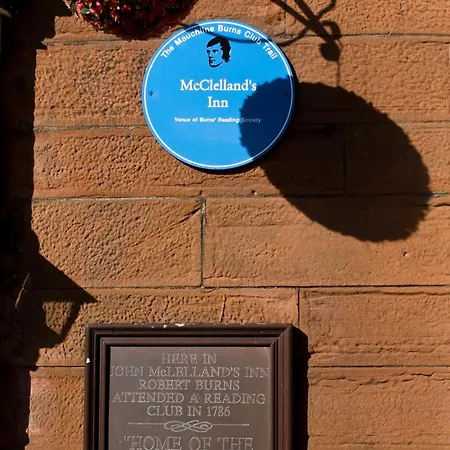 The Mauchline Burns Club Trail
McClelland's
Inn
Venue of Burns' Reading Society
HERE IN
JOHN McLELLAND'S INN
ROBERT BURNS
ATTENDED A READING
CLUB IN 1786
"HOME OF THE